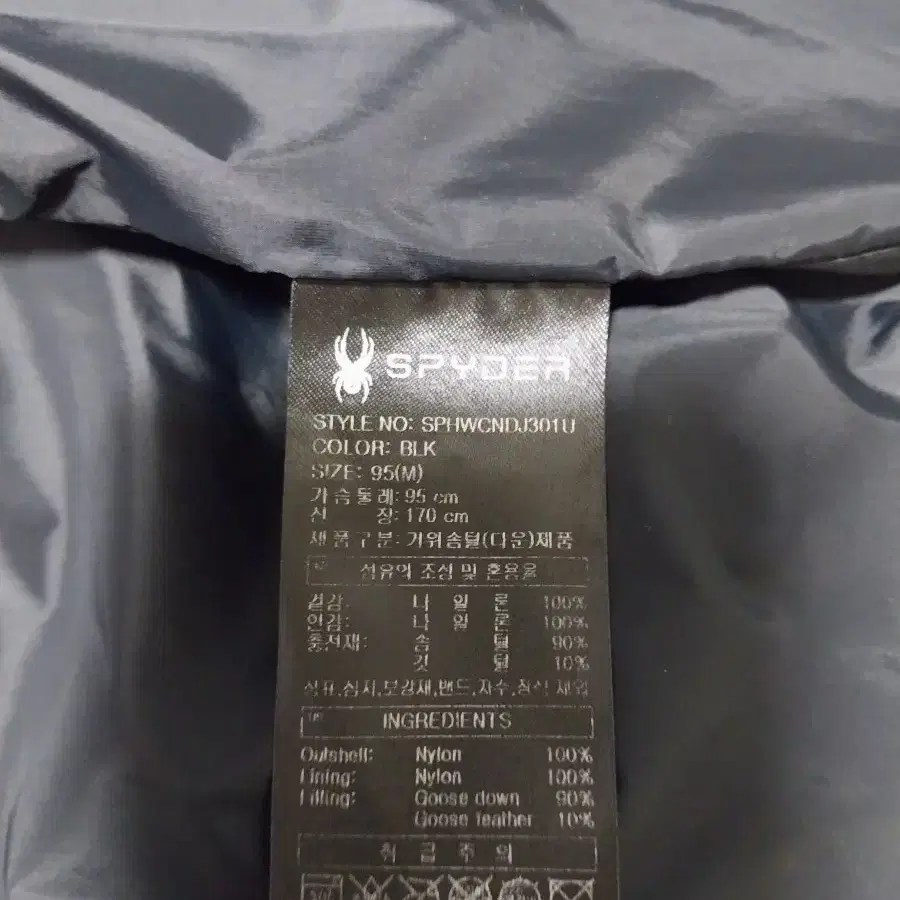 SPYDER
STYLE NO: SPHWCNDJ301U
COLOR: BLK
SIZE: 95(M)
가슴둘레: 95 cm
신 장: 170 cm
제품구분: 거위솜털(다운)제품
섬유의 조성 및 혼용율
겉감: 나 일 론 100%
안감: 나 일 론 100%
충전재: 솜 털 90%
깃 털 10%
심지,보강재,밴드,자수,장식 제외
INGREDIENTS
Outshell: Nylon 100%
Lining: Nylon 100%
Filling: Goose down 90%
Goose feather 10%
취 급 주 의